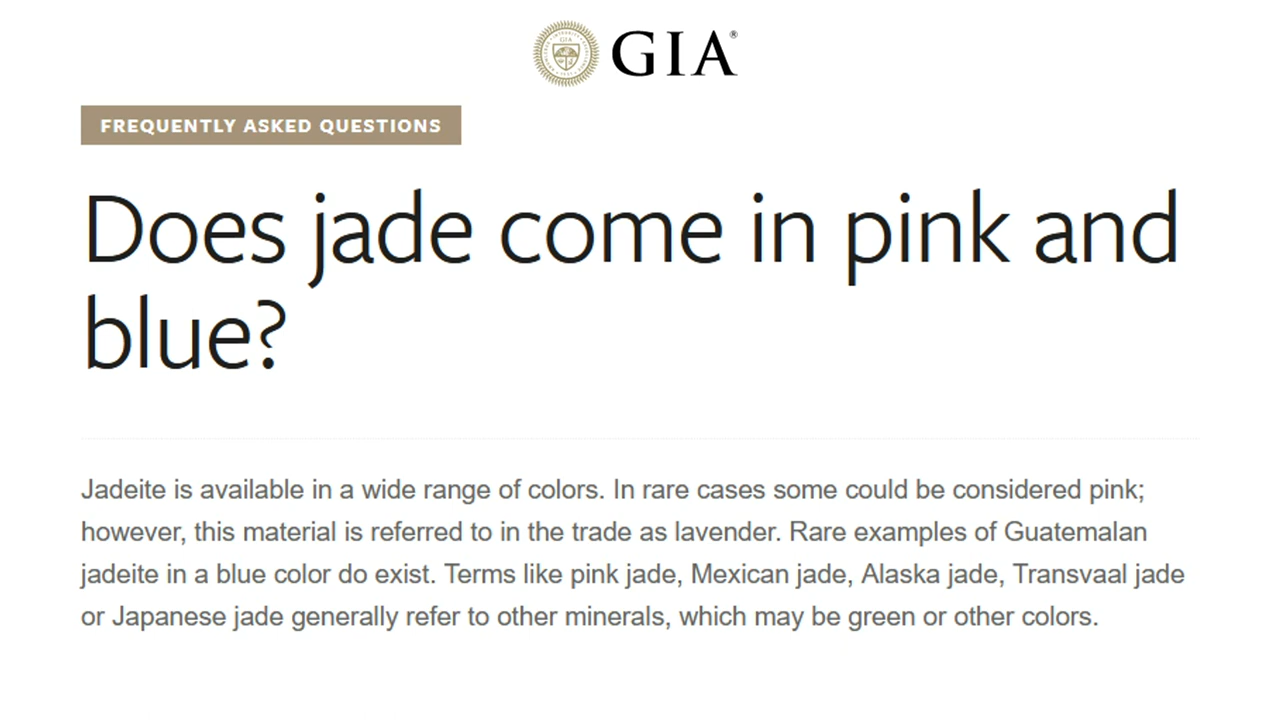 GIA®
FREQUENTLY ASKED QUESTIONS
Does jade come in pink and
blue?
Jadeite is available in a wide range of colors. In rare cases some could be considered pink;
however, this material is referred to in the trade as lavender. Rare examples of Guatemalan
jadeite in a blue color do exist. Terms like pink jade, Mexican jade, Alaska jade, Transvaal jade
or Japanese jade generally refer to other minerals, which may be green or other colors.